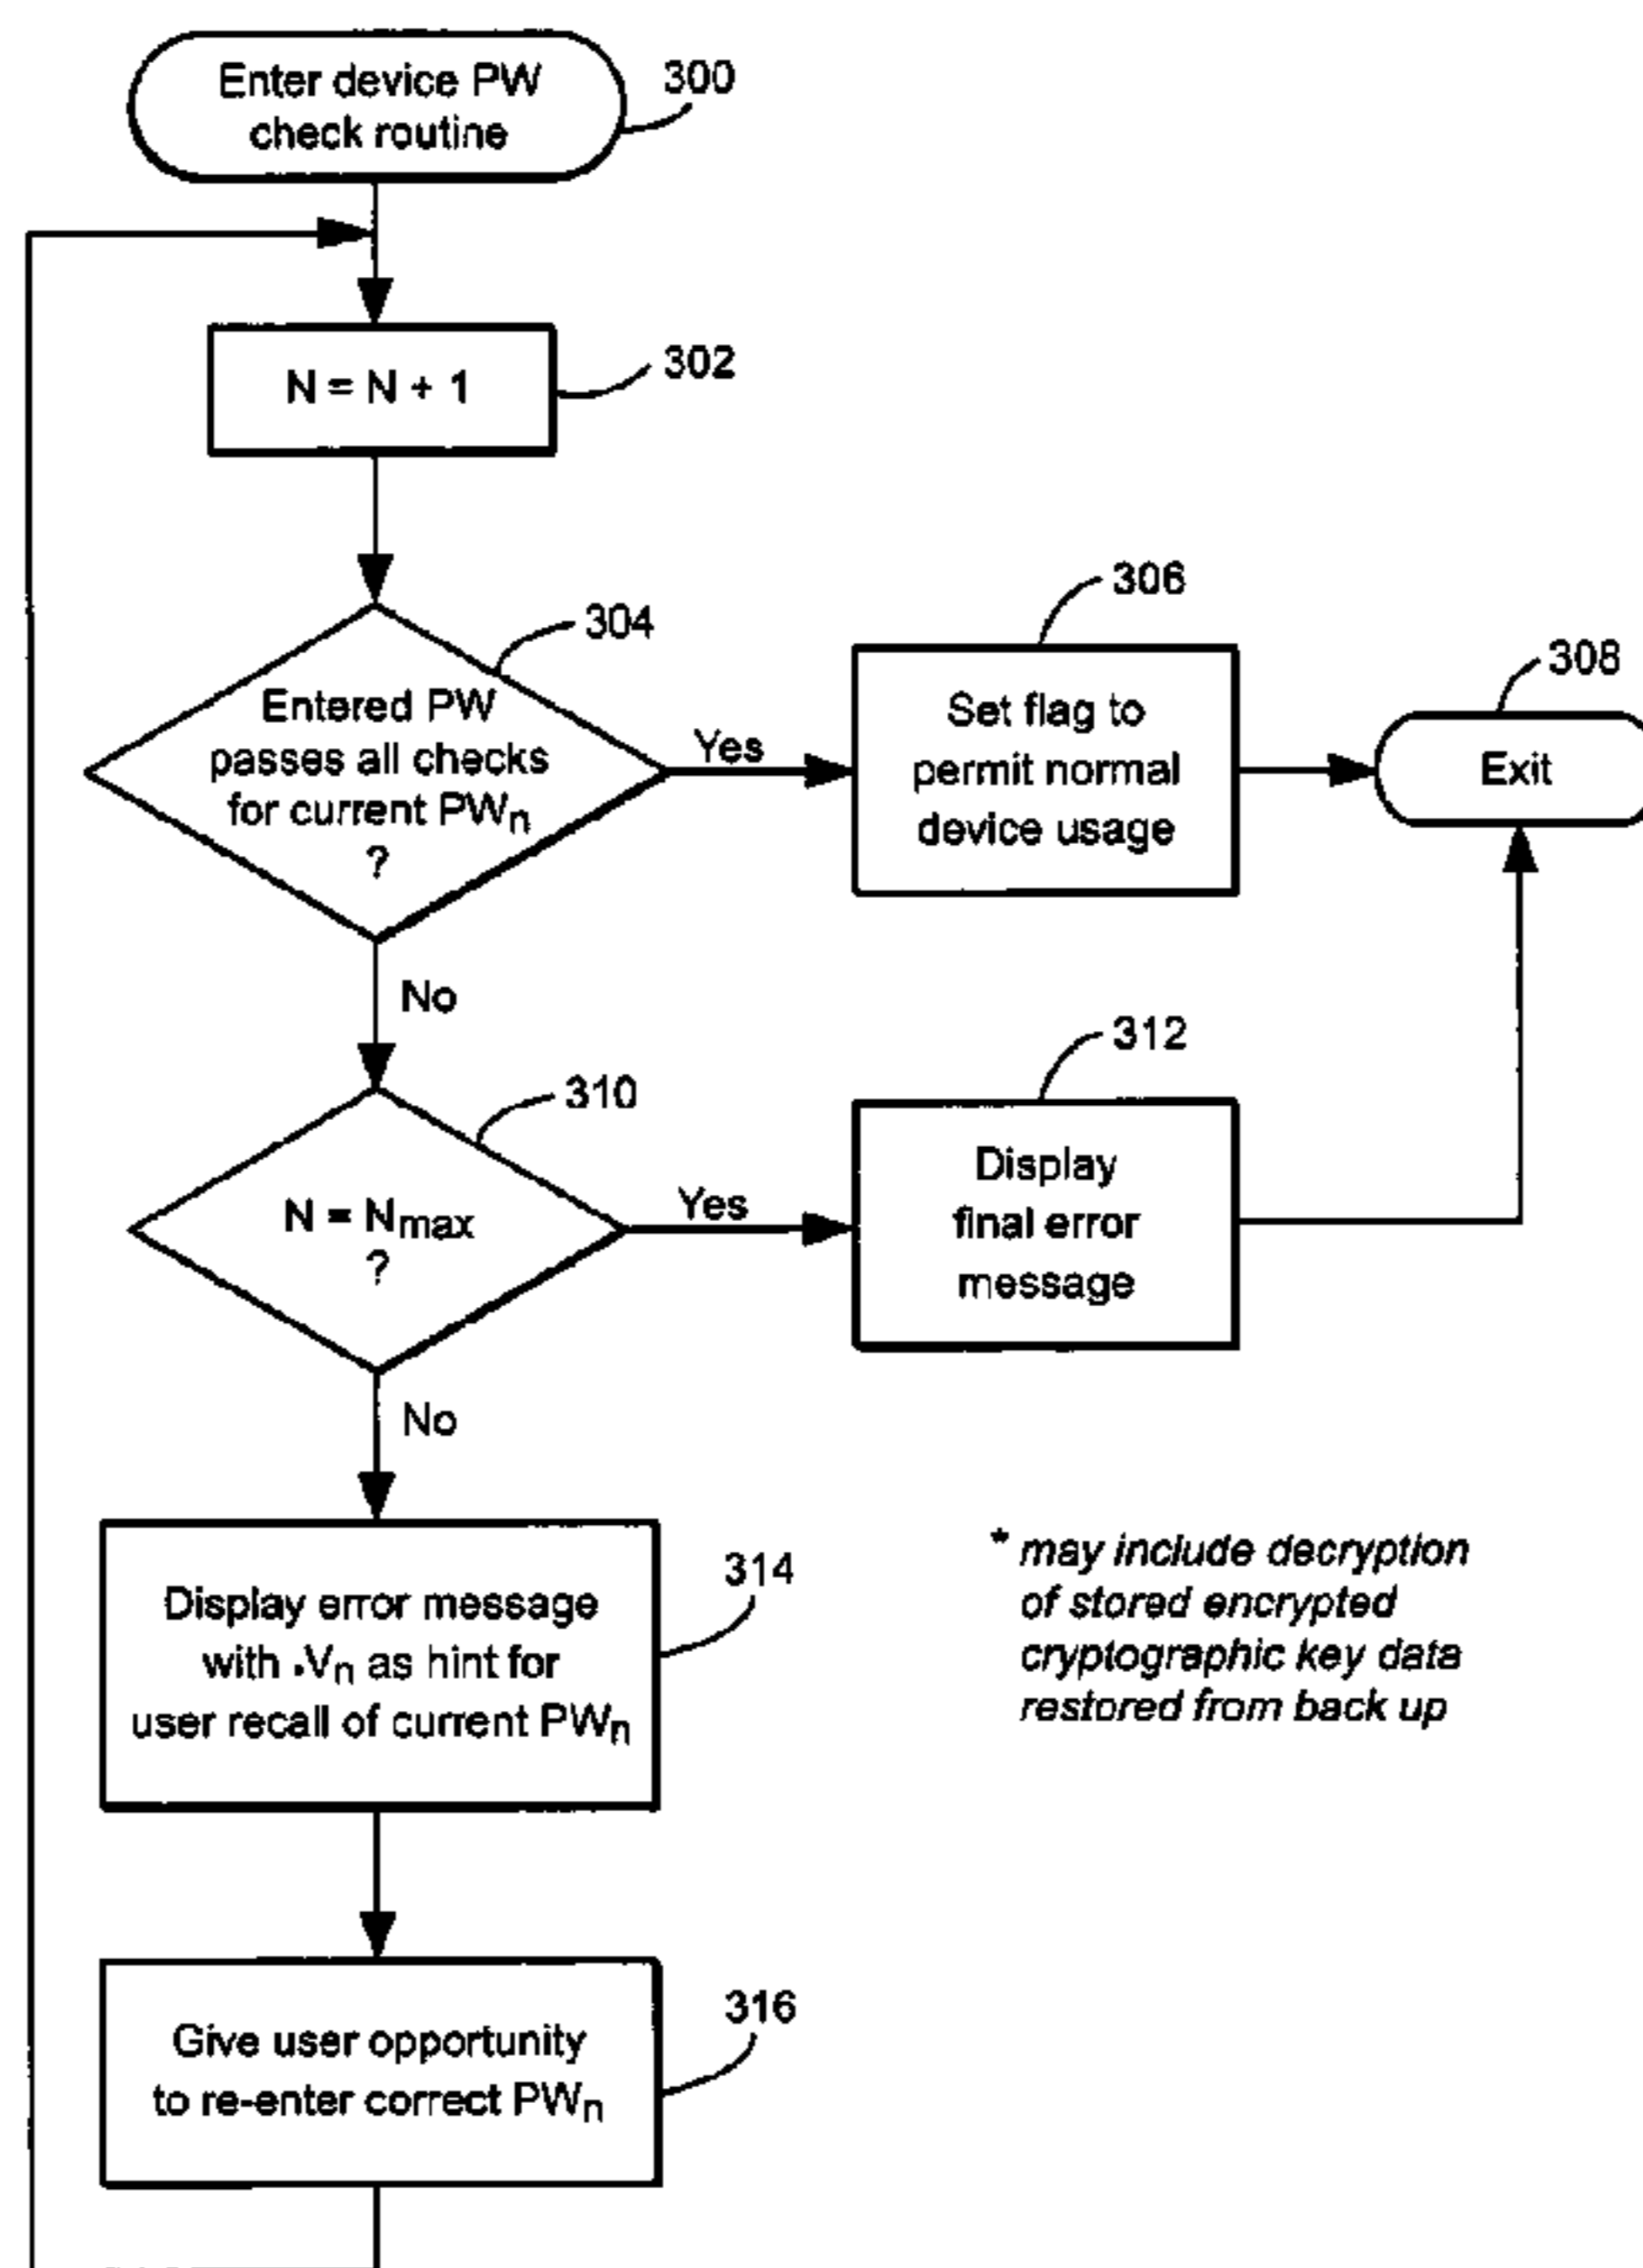 Enter device PW
check routine
300
N = N + 1
302
304
Entered PW
passes all checks
for current PWn
?
Yes
306
Set flag to
permit normal
device usage
308
Exit
No
310
N = Nmax
?
Yes
312
Display
final error
message
No
314
Display error message
with •Vn as hint for
user recall of current PWn
* may include decryption
of stored encrypted
cryptographic key data
restored from back up
316
Give user opportunity
to re-enter correct PWn